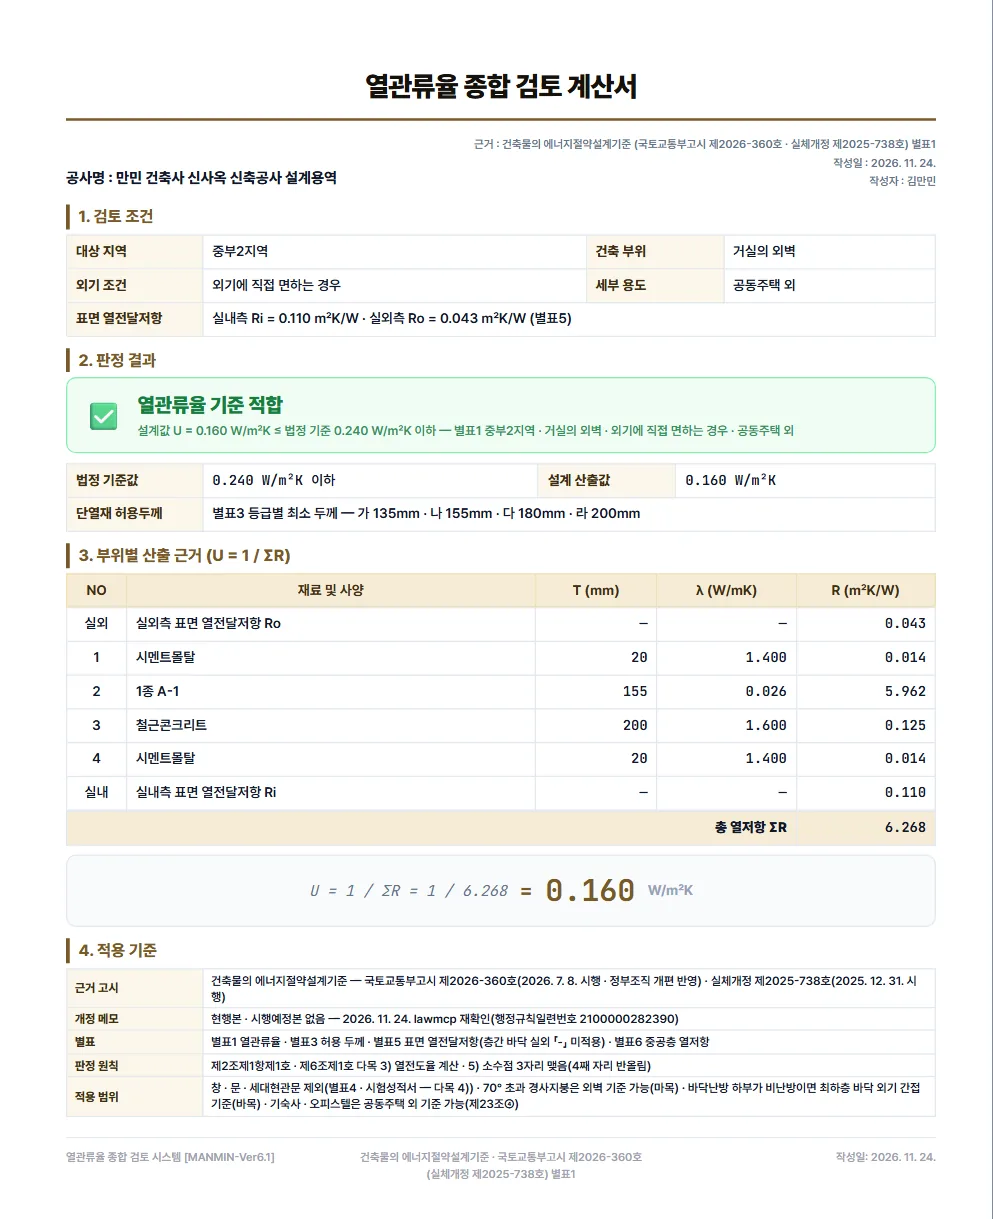 열관류율 종합 검토 계산서
근거 : 건축물의 에너지절약설계기준 (국토교통부고시 제2026-360호 · 실체개정 제2025-738호) 별표1
작성일 : 2026. 11. 24.
공사명 : 만민 건축사 신사옥 신축공사 설계용역
작성자 : 김만민
1. 검토 조건
대상 지역 중부2지역 건축 부위 거실의 외벽
외기 조건 외기에 직접 면하는 경우 세부 용도 공동주택 외
표면 열전달저항 실내측 Ri = 0.110 m²K/W · 실외측 Ro = 0.043 m²K/W (별표5)
2. 판정 결과
열관류율 기준 적합
설계값 U = 0.160 W/m²K ≤ 법정 기준 0.240 W/m²K 이하 — 별표1 중부2지역 · 거실의 외벽 · 외기에 직접 면하는 경우 · 공동주택 외
법정 기준값 0.240 W/m²K 이하 설계 산출값 0.160 W/m²K
단열재 허용두께 별표3 등급별 최소 두께 — 가 135mm · 나 155mm · 다 180mm · 라 200mm
3. 부위별 산출 근거 (U = 1 / ΣR)
NO 재료 및 사양 T (mm) λ (W/mK) R (m²K/W)
실외 실외측 표면 열전달저항 Ro — — 0.043
1 시멘트몰탈 20 1.400 0.014
2 1종 A-1 155 0.026 5.962
3 철근콘크리트 200 1.600 0.125
4 시멘트몰탈 20 1.400 0.014
실내 실내측 표면 열전달저항 Ri — — 0.110
총 열저항 ΣR 6.268
U = 1 / ΣR = 1 / 6.268 = 0.160 W/m²K
4. 적용 기준
근거 고시 건축물의 에너지절약설계기준 — 국토교통부고시 제2026-360호(2026. 7. 8. 시행 · 정부조직 개편 반영) · 실체개정 제2025-738호(2025. 12. 31. 시
행)
개정 메모 현행본 · 시행예정본 없음 — 2026. 11. 24. lawmcp 재확인(행정규칙일련번호 2100000282390)
별표 별표1 열관류율 · 별표3 허용 두께 · 별표5 표면 열전달저항(층간 바닥 실외 「-」 미적용) · 별표6 중공층 열저항
판정 원칙 제2조제1항제1호 · 제6조제1호 다목 3) 열전도율 계산 · 5) 소수점 3자리 맺음(4째 자리 반올림)
적용 범위 창 · 문 · 세대현관문 제외(별표4 · 시험성적서 — 다목 4)) · 70° 초과 경사지붕은 외벽 기준 가능(마목) · 바닥난방 하부가 비난방이면 최하층 바닥 외기 간접
기준(바목) · 기숙사 · 오피스텔은 공동주택 외 기준 가능(제23조④)
열관류율 종합 검토 시스템 [MANMIN-Ver6.1] 건축물의 에너지절약설계기준 · 국토교통부고시 제2026-360호 작성일: 2026. 11. 24.
(실체개정 제2025-738호) 별표1